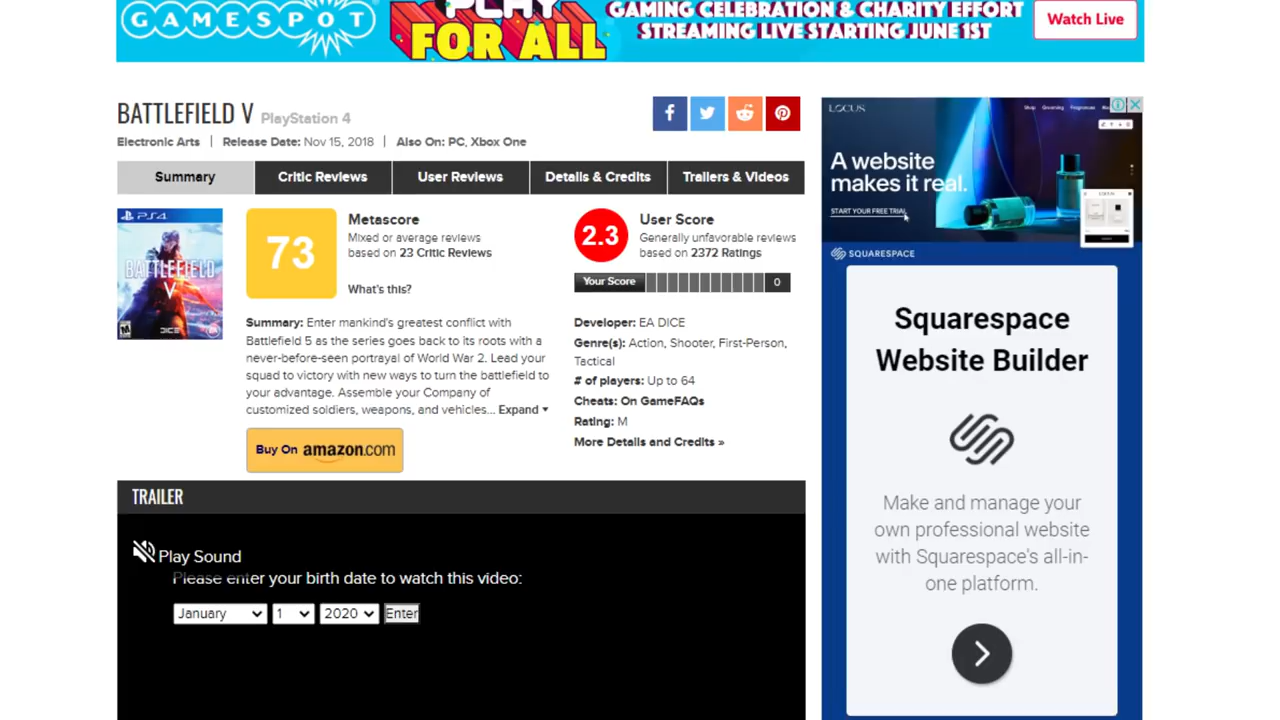 GAMESPOT
PLAY
FOR ALL
GAMING CELEBRATION & CHARITY EFFORT
STREAMING LIVE STARTING JUNE 1ST
Watch Live
BATTLEFIELD V PlayStation 4
Electronic Arts | Release Date: Nov 15, 2018 | Also On: PC, Xbox One
Summary
Critic Reviews
User Reviews
Details & Credits
Trailers & Videos
PS4
BATTLEFIELD
V
M
DICE
73
Metascore
Mixed or average reviews
based on 23 Critic Reviews
What's this?
2.3
User Score
Generally unfavorable reviews
based on 2372 Ratings
Your Score
0
Summary: Enter mankind's greatest conflict with
Battlefield 5 as the series goes back to its roots with a
never-before-seen portrayal of World War 2. Lead your
squad to victory with new ways to turn the battlefield to
your advantage. Assemble your Company of
customized soldiers, weapons, and vehicles... Expand
Buy On amazon.com
Developer: EA DICE
Genre(s): Action, Shooter, First-Person,
Tactical
# of players: Up to 64
Cheats: On GameFAQs
Rating: M
More Details and Credits »
TRAILER
Play Sound
Please enter your birth date to watch this video:
January 1 2020 Enter
LOCUS
Shop Grooming Fragrances
A website
makes it real.
START YOUR FREE TRIAL
SQUARESPACE
Squarespace
Website Builder
Make and manage your
own professional website
with Squarespace's all-in-
one platform.